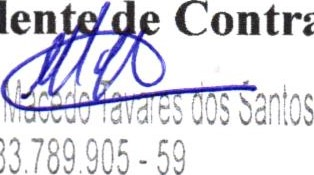 dente de Contra
Macedo Tavares dos Santos
33.789.905 - 59